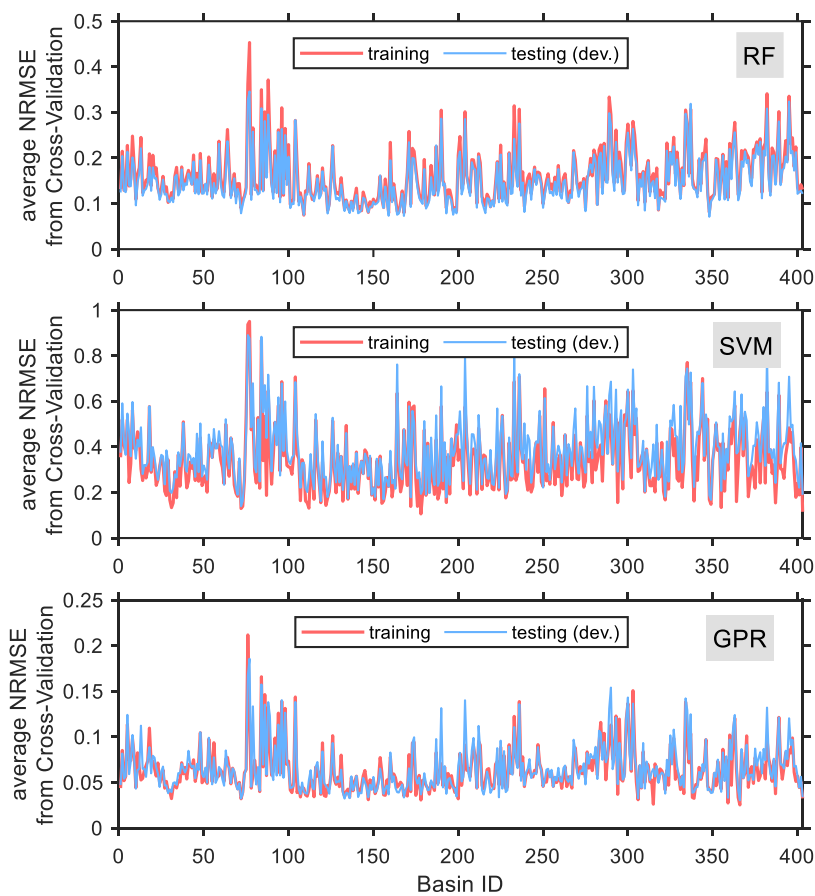 0.5
0.4
0.3
0.2
0.1
0
average NRMSE
from Cross-Validation
training
testing (dev.)
RF
0 50 100 150 200 250 300 350 400
1
0.8
0.6
0.4
0.2
0
average NRMSE
from Cross-Validation
training
testing (dev.)
SVM
0 50 100 150 200 250 300 350 400
0.25
0.2
0.15
0.1
0.05
0
average NRMSE
from Cross-Validation
training
testing (dev.)
GPR
0 50 100 150 200 250 300 350 400
Basin ID